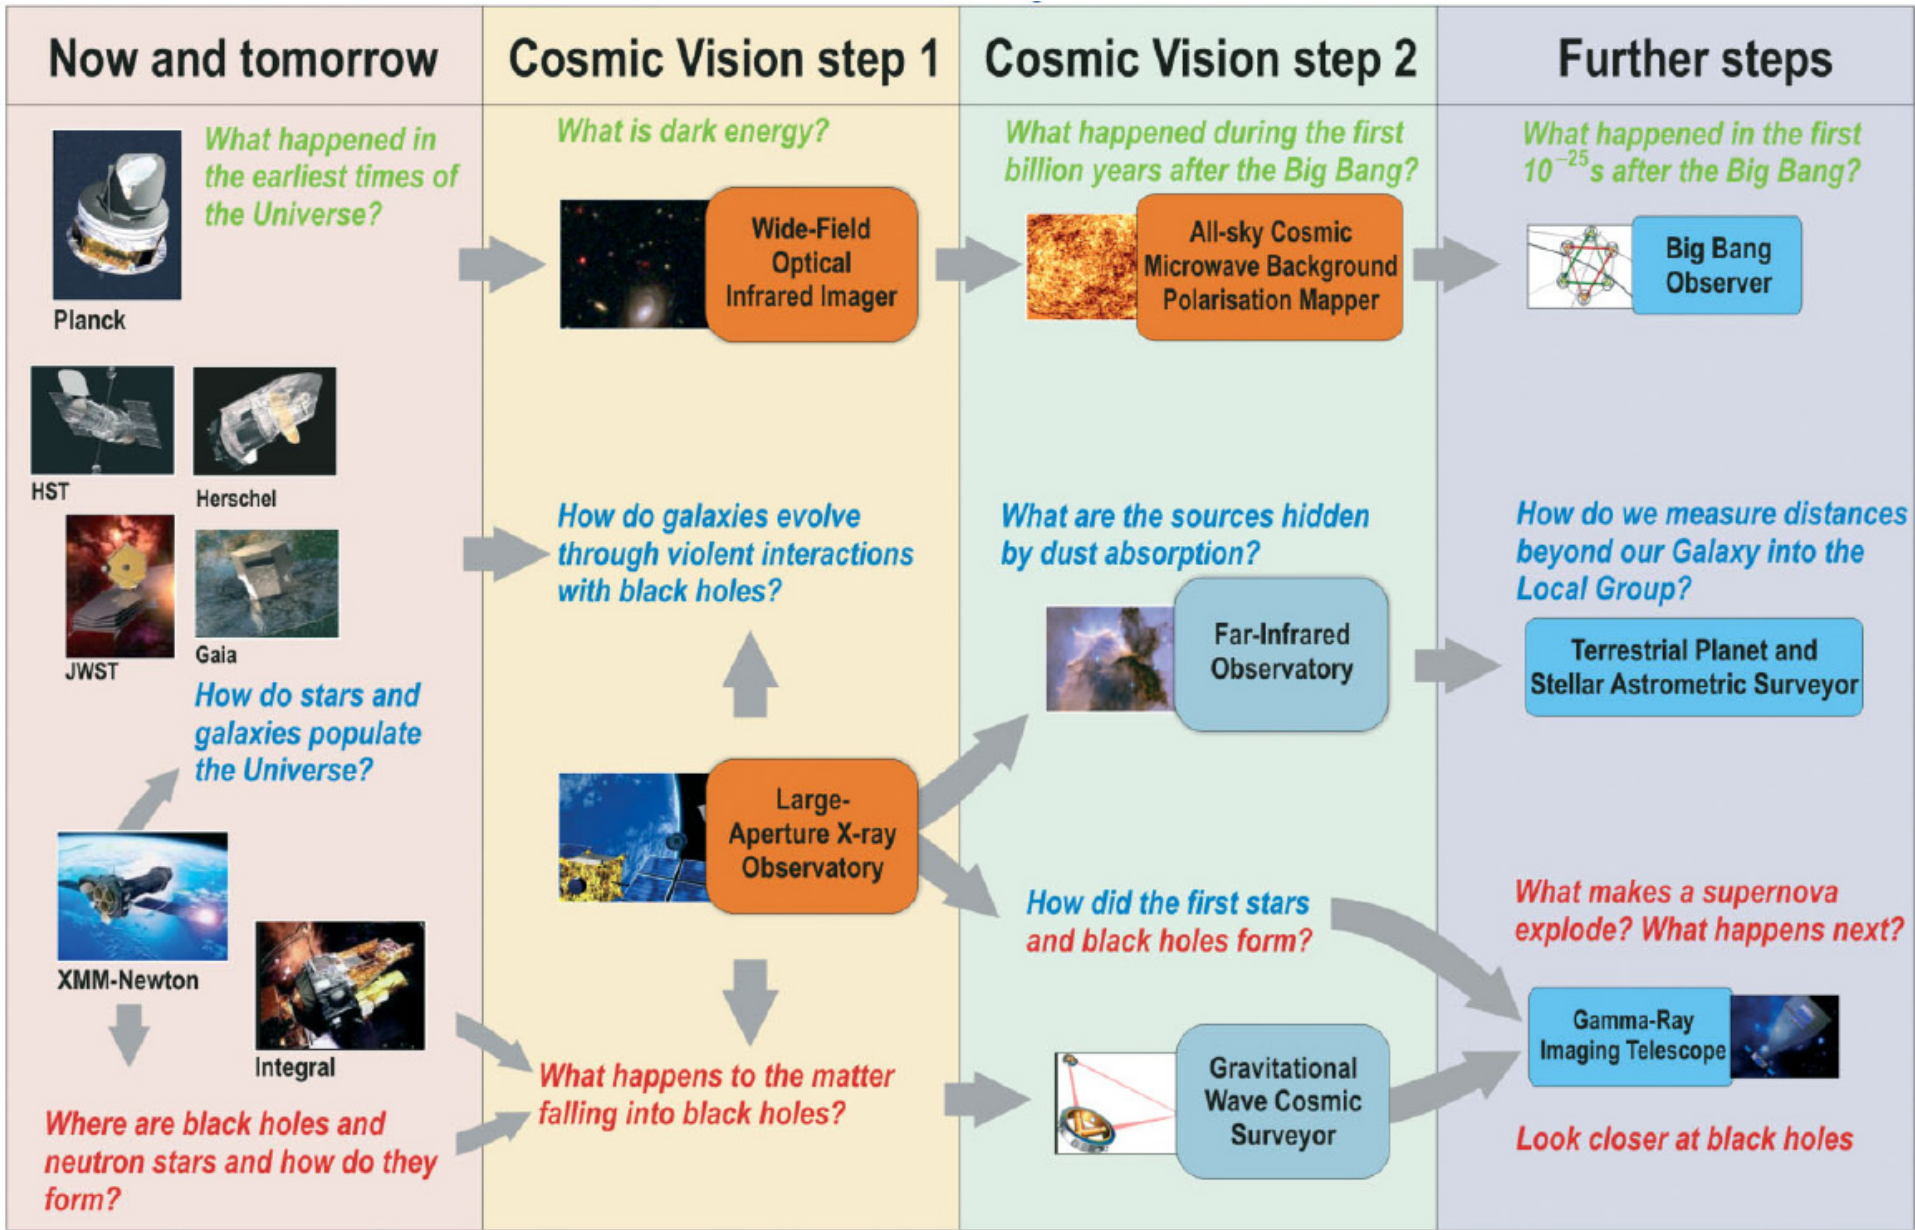 Now and tomorrow
Cosmic Vision step 1
Cosmic Vision step 2
Further steps
What happened in
the earliest times of
the Universe?
Planck
HST
Herschel
JWST
Gaia
How do stars and
galaxies populate
the Universe?
XMM-Newton
Integral
Where are black holes and
neutron stars and how do they
form?
What is dark energy?
Wide-Field
Optical
Infrared Imager
How do galaxies evolve
through violent interactions
with black holes?
Large-
Aperture X-ray
Observatory
What happens to the matter
falling into black holes?
What happened during the first
billion years after the Big Bang?
All-sky Cosmic
Microwave Background
Polarisation Mapper
What are the sources hidden
by dust absorption?
Far-Infrared
Observatory
How did the first stars
and black holes form?
Gravitational
Wave Cosmic
Surveyor
What happened in the first
10⁻²⁵s after the Big Bang?
Big Bang
Observer
How do we measure distances
beyond our Galaxy into the
Local Group?
Terrestrial Planet and
Stellar Astrometric Surveyor
What makes a supernova
explode? What happens next?
Gamma-Ray
Imaging Telescope
Look closer at black holes